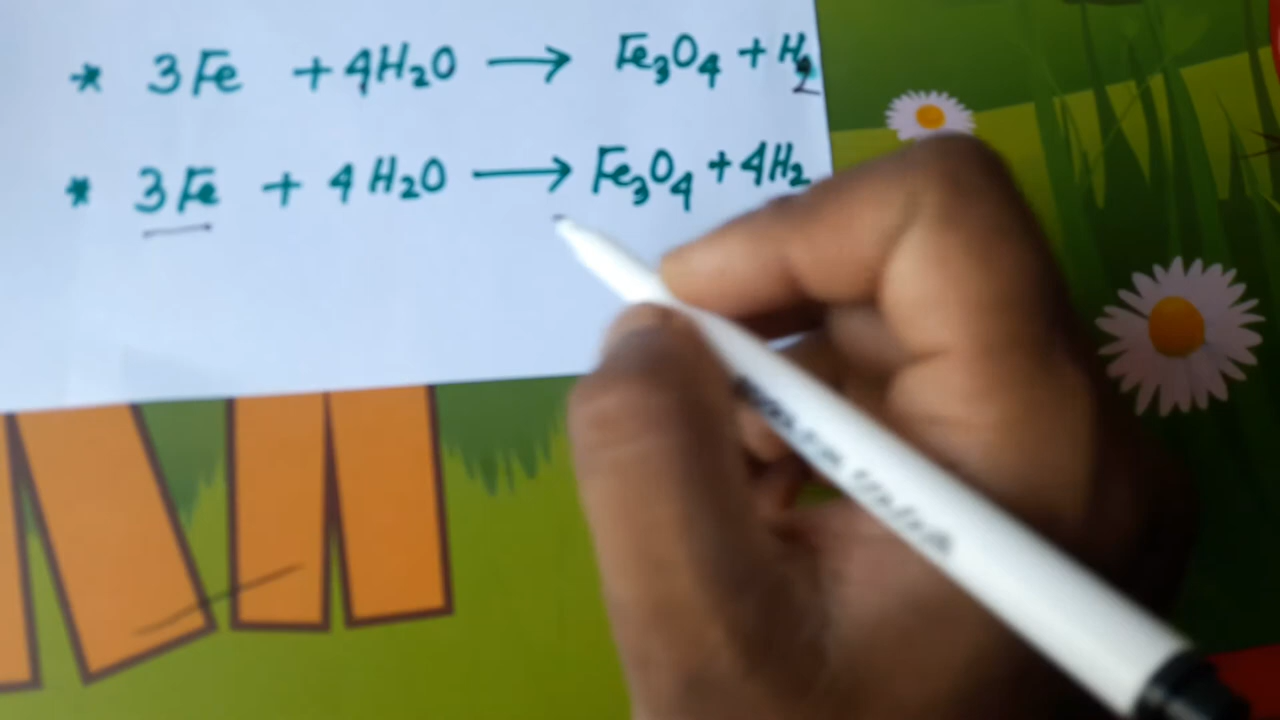 * 3Fe + 4H₂O ⟶ Fe₃O₄ + H₂
* 3Fe + 4H₂O ⟶ Fe₃O₄ + 4H₂